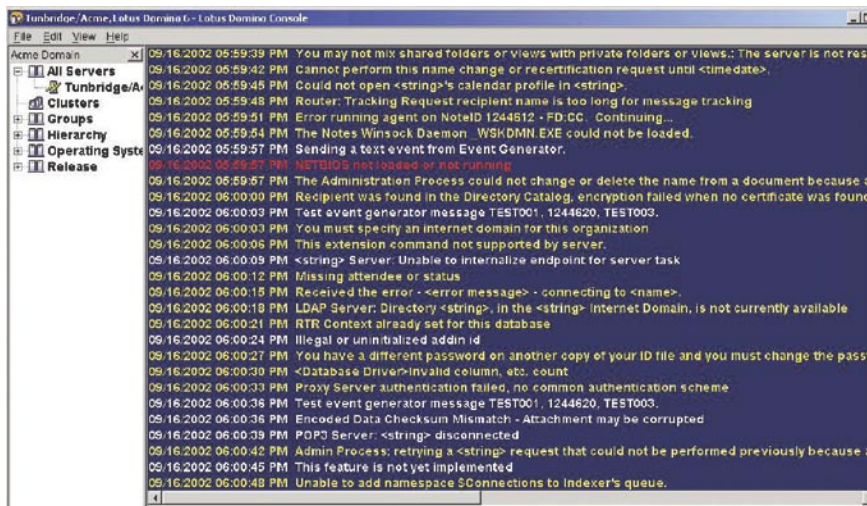 Tunbridge/Acme, Lotus Domino 6 - Lotus Domino Console
File Edit View Help
Acme Domain
All Servers
Tunbridge/A
Clusters
Groups
Hierarchy
Operating Syste
Release
09/16/2002 05:59:39 PM You may not mix shared folders or views with private folders or views.: The server is not res
09/16/2002 05:59:42 PM Cannot perform this name change or recertification request until <timedate>.
09/16/2002 05:59:45 PM Could not open <string>'s calendar profile in <string>.
09/16/2002 05:59:48 PM Router: Tracking Request recipient name is too long for message tracking
09/16/2002 05:59:51 PM Error running agent on NoteID 1244612 - FD:CC. Continuing...
09/16/2002 05:59:54 PM The Notes Winsock Daemon _WSKDMN.EXE could not be loaded.
09/16/2002 05:59:57 PM Sending a text event from Event Generator.
09/16/2002 05:59:57 PM NETBIOS not loaded or not running
09/16/2002 05:59:57 PM The Administration Process could not change or delete the name from a document because
09/16/2002 06:00:00 PM Recipient was found in the Directory Catalog, encryption failed when no certificate was found
09/16/2002 06:00:03 PM Test event generator message TEST001, 1244620, TEST003.
09/16/2002 06:00:03 PM You must specify an internet domain for this organization
09/16/2002 06:00:06 PM This extension command not supported by server.
09/16/2002 06:00:09 PM <string> Server: Unable to internalize endpoint for server task
09/16/2002 06:00:12 PM Missing attendee or status
09/16/2002 06:00:15 PM Received the error - <error message> - connecting to <name>.
09/16/2002 06:00:18 PM LDAP Server: Directory <string>, in the <string> Internet Domain, is not currently available
09/16/2002 06:00:21 PM RTR Context already set for this database
09/16/2002 06:00:24 PM Illegal or uninitialized addin id
09/16/2002 06:00:27 PM You have a different password on another copy of your ID file and you must change the pass
09/16/2002 06:00:30 PM <Database Driver>Invalid column, etc. count
09/16/2002 06:00:33 PM Proxy Server authentication failed, no common authentication scheme
09/16/2002 06:00:36 PM Test event generator message TEST001, 1244620, TEST003.
09/16/2002 06:00:36 PM Encoded Data Checksum Mismatch - Attachment may be corrupted
09/16/2002 06:00:39 PM POP3 Server: <string> disconnected
09/16/2002 06:00:42 PM Admin Process: retrying a <string> request that could not be performed previously because
09/16/2002 06:00:45 PM This feature is not yet implemented
09/16/2002 06:00:48 PM Unable to add namespace $Connections to Indexer's queue.